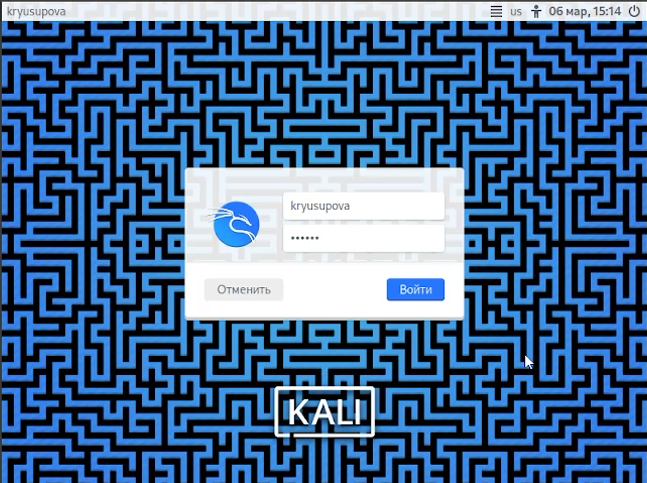 kryusupova us 06 мар, 15:14
kryusupova
••••••
Отменить Войти
KALI